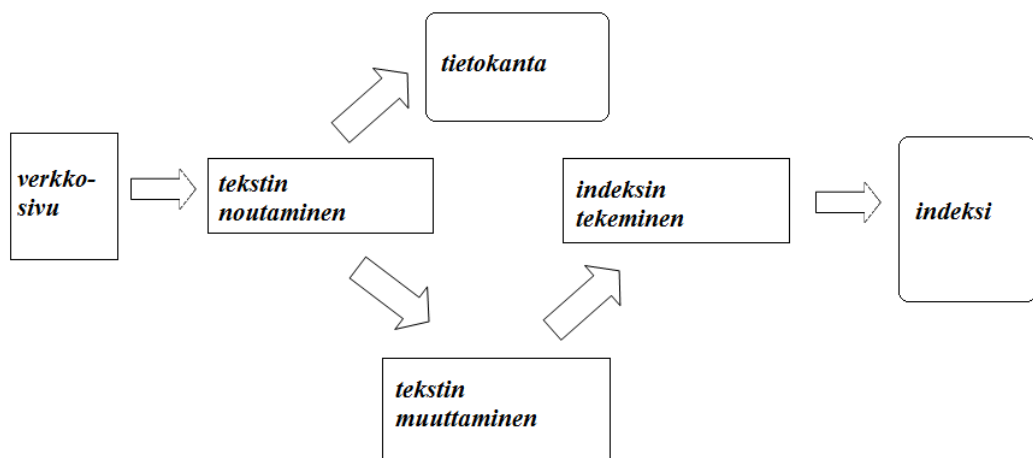 tietokanta
verkko-
sivu
tekstin
noutaminen
indeksin
tekeminen
indeksi
tekstin
muuttaminen